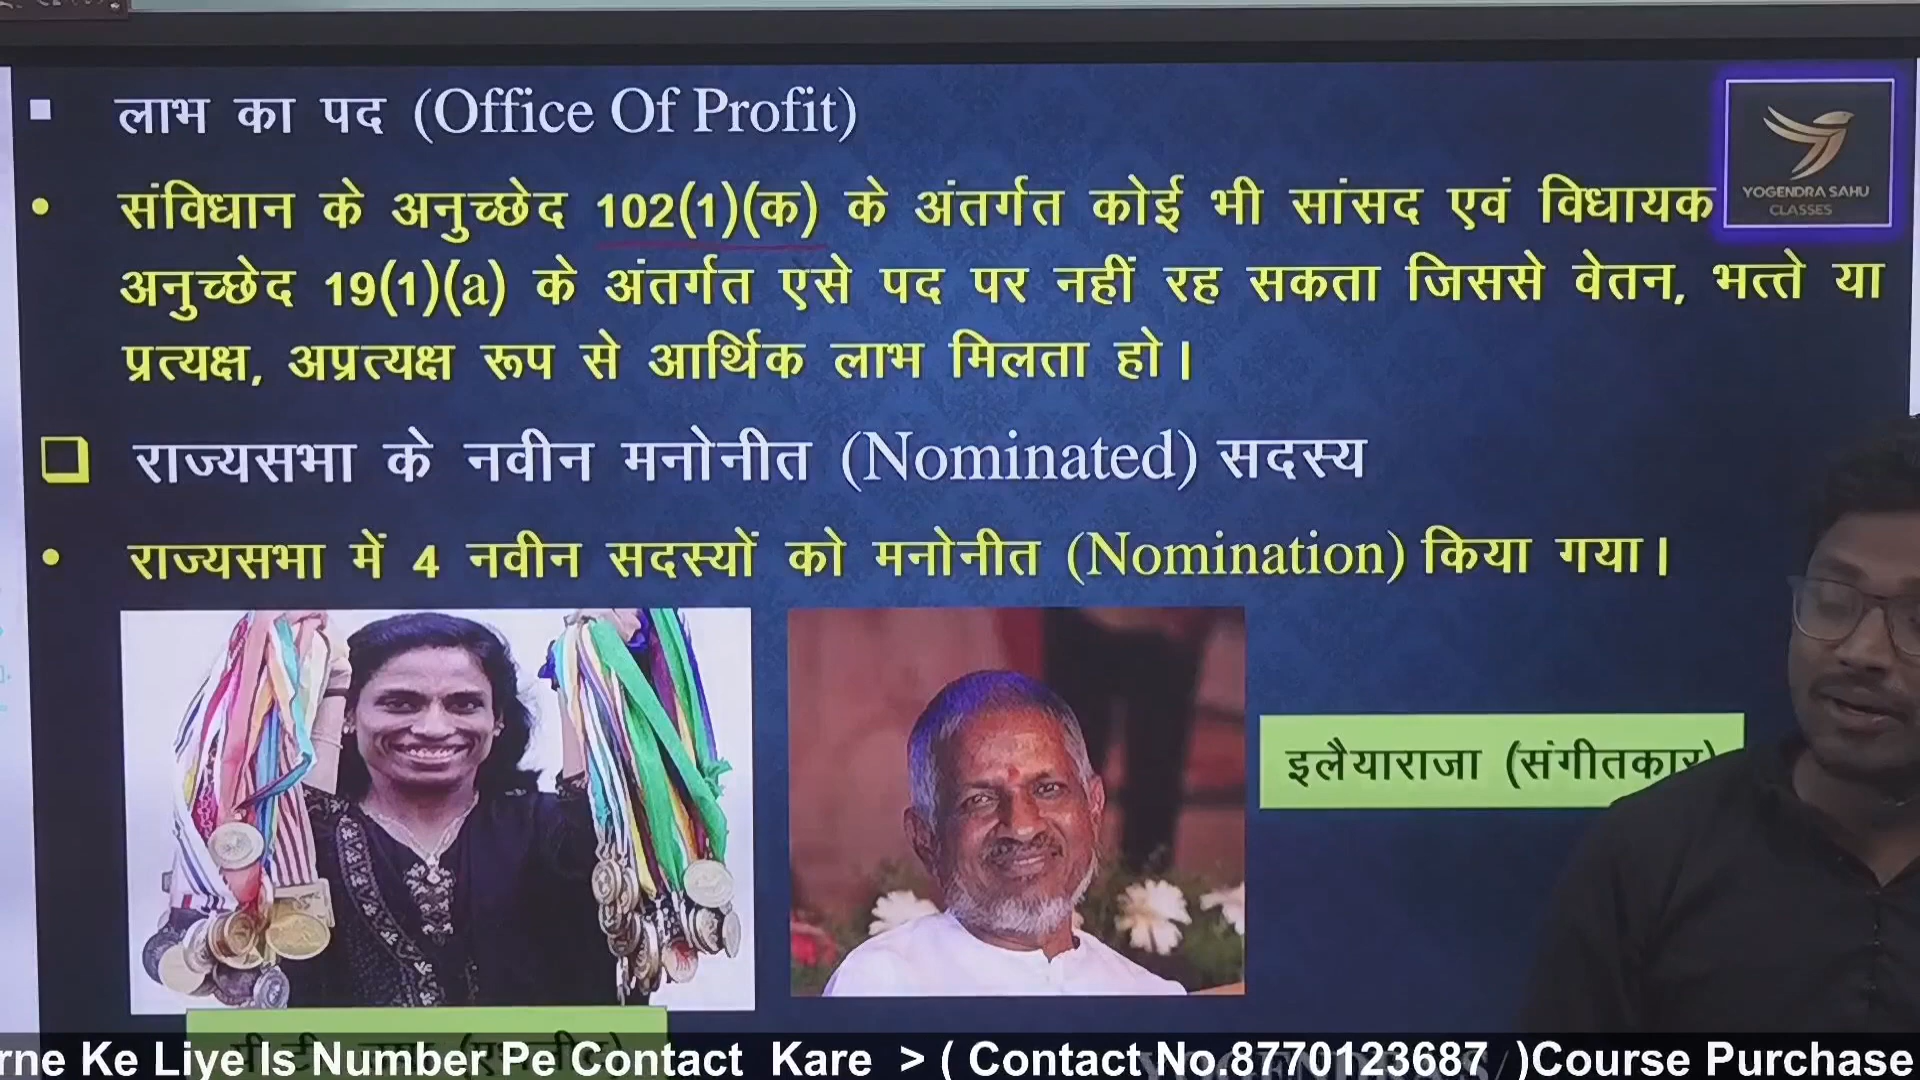 लाभ का पद (Office Of Profit)
संविधान के अनुच्छेद 102(1)(क) के अंतर्गत कोई भी सांसद एवं विधायक
अनुच्छेद 19(1)(a) के अंतर्गत एसे पद पर नहीं रह सकता जिससे वेतन, भत्ते या
प्रत्यक्ष, अप्रत्यक्ष रूप से आर्थिक लाभ मिलता हो।
YOGENDRA SAHU
CLASSES
राज्यसभा के नवीन मनोनीत (Nominated) सदस्य
राज्यसभा में 4 नवीन सदस्यों को मनोनीत (Nomination) किया गया।
इलैयाराजा (संगीतकार)
rne Ke Liye Is Number Pe Contact Kare > ( Contact No.8770123687 )Course Purchase